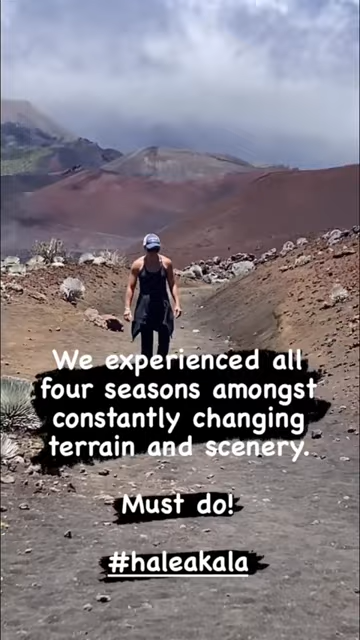 We experienced all
four seasons amongst
constantly changing
terrain and scenery.
Must do!
#haleakala